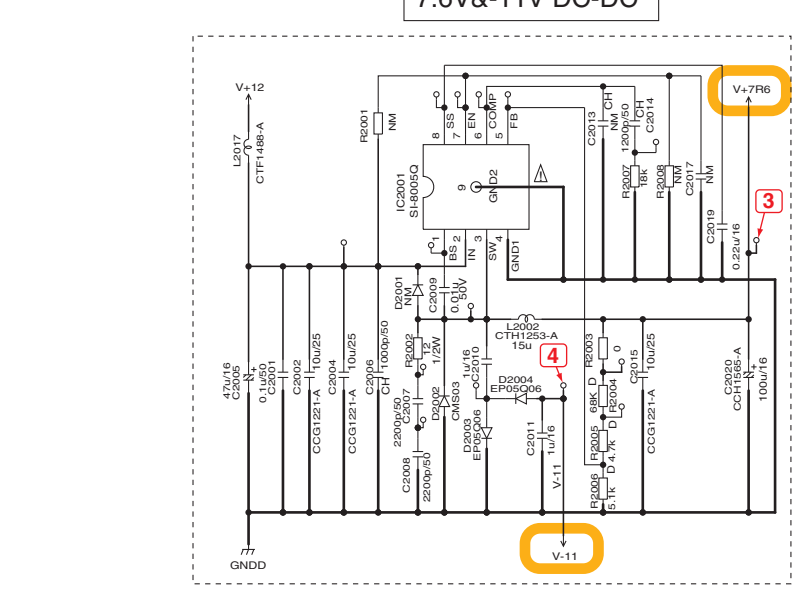 7.6V&-11V DC-DC
V+12
V+7R6
L2017
CTF1488-A
R2001
NM
8
SS
7
EN
6
COMP
5
FB
IC2001
SI-8005Q
9
GND2
1
BS
2
IN
3
SW
4
GND1
C2013
NM
CH
1200p/50
CH
C2014
R2007
18k
R2008
NM
C2017
NM
C2019
0.22u/16
3
D2001
NM
C2009
0.01u
50V
L2002
CTH1253-A
15u
4
47u/16
C2005
0.1u/50
C2001
C2002
10u/25
CCG1221-A
C2004
10u/25
CCG1221-A
C2006
CH
1000p/50
R2002
12
1/2W
2200p/50
C2007
C2008
2200p/50
D2002
CMS03
1u/16
C2010
D2003
EP05Q06
D2004
EP05Q06
C2011
1u/16
V-11
R2003
0
68K D
R2004
R2005
D 4.7k
D
R2006
5.1k
C2015
10u/25
CCG1221-A
C2020
CCH1565-A
100u/16
GNDD
V-11